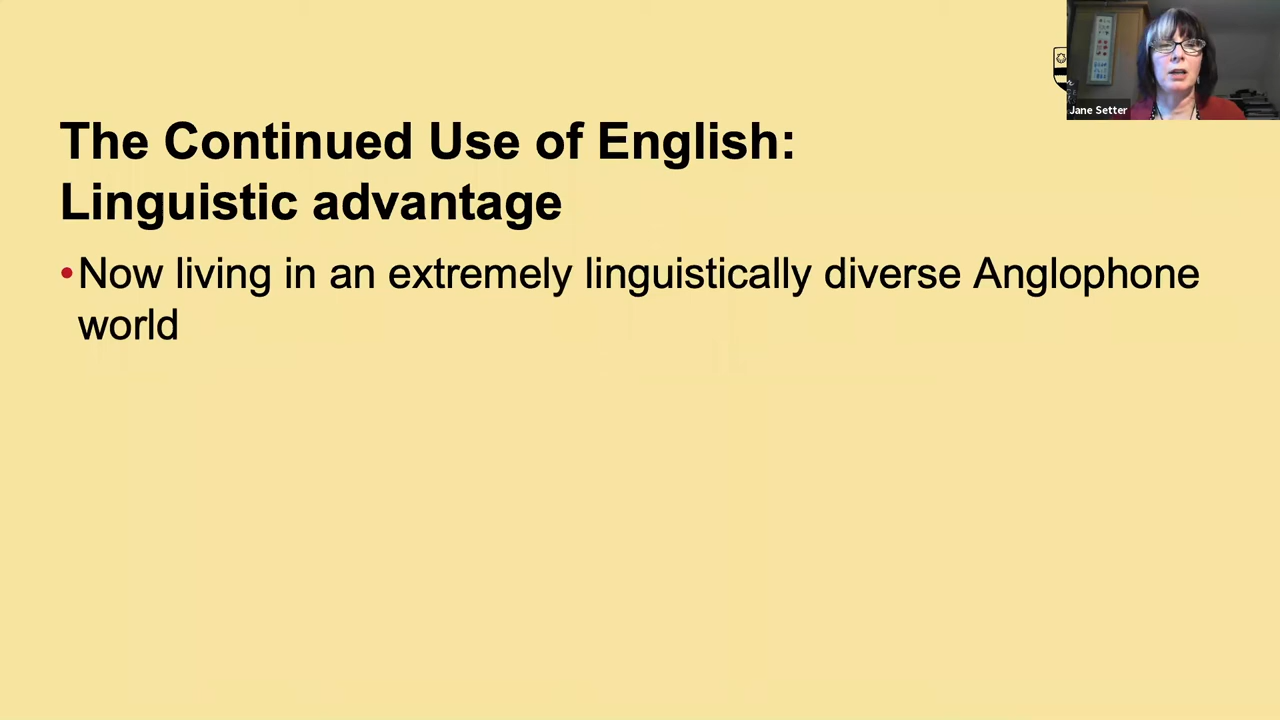 Jane Setter
The Continued Use of English:
Linguistic advantage
•Now living in an extremely linguistically diverse Anglophone
world